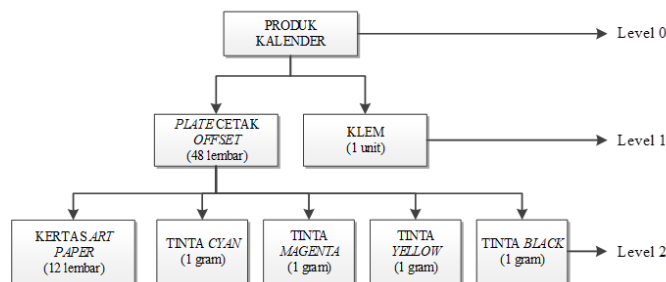 PRODUK
KALENDER
Level 0
PLATE CETAK
OFFSET
(48 lembar)
KLEM
(1 unit)
Level 1
KERTAS ART
PAPER
(12 lembar)
TINTA CYAN
(1 gram)
TINTA
MAGENTA
(1 gram)
TINTA
YELLOW
(1 gram)
TINTA BLACK
(1 gram)
Level 2